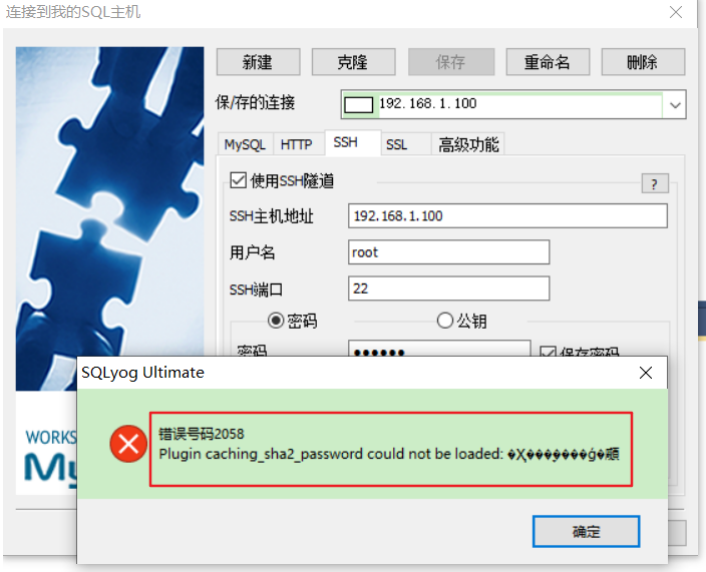 连接到我的SQL主机
新建 克隆 保存 重命名 删除
保/存的连接 192.168.1.100
MySQL HTTP SSH SSL 高级功能
使用SSH隧道 ?
SSH主机地址 192.168.1.100
用户名 root
SSH端口 22
密码 公钥
密码 •••••• 保存密码
SQLyog Ultimate
错误号码2058
Plugin caching_sha2_password could not be loaded:
WORKS
My
确定